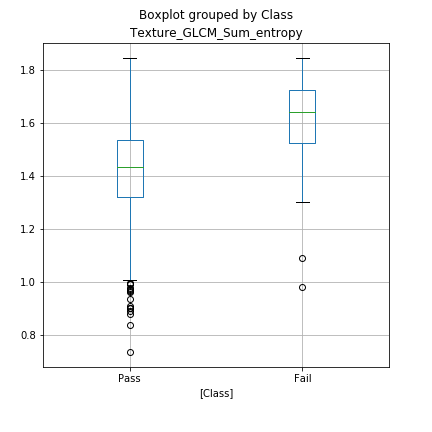 Boxplot grouped by Class
Texture_GLCM_Sum_entropy
1.8
1.6
1.4
1.2
1.0
0.8
Pass Fail
[Class]